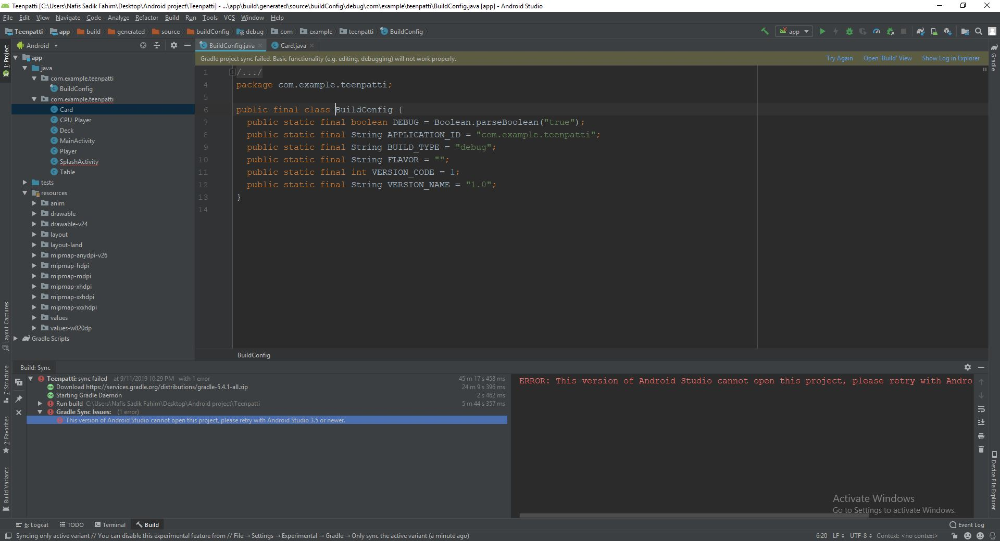 Teenpatti [C:\Users\Nafis Sadik Fahim\Desktop\Android project\Teenpatti] - ...\app\build\generated\source\buildConfig\debug\com\example\teenpatti\BuildConfig.java [app] - Android Studio
File Edit View Navigate Code Analyze Refactor Build Run Tools VCS Window Help
Teenpatti app build generated source buildConfig debug com example teenpatti BuildConfig
app
Android
BuildConfig.java Card.java
1: Project
Gradle
Gradle project sync failed. Basic functionality (e.g. editing, debugging) will not work properly.
Try Again Open 'Build' View Show Log in Explorer
app
java
com.example.teenpatti
BuildConfig
com.example.teenpatti
Card
CPU_Player
Deck
MainActivity
Player
SplashActivity
Table
tests
resources
anim
drawable
drawable-v24
layout
layout-land
mipmap-anydpi-v26
mipmap-hdpi
mipmap-mdpi
mipmap-xhdpi
mipmap-xxhdpi
mipmap-xxxhdpi
values
values-w820dp
Gradle Scripts
1 /.../
4 package com.example.teenpatti;
5
6 public final class BuildConfig {
7 public static final boolean DEBUG = Boolean.parseBoolean("true");
8 public static final String APPLICATION_ID = "com.example.teenpatti";
9 public static final String BUILD_TYPE = "debug";
10 public static final String FLAVOR = "";
11 public static final int VERSION_CODE = 1;
12 public static final String VERSION_NAME = "1.0";
13 }
14
BuildConfig
Layout Captures
7: Structure
2: Favorites
Build Variants
Device File Explorer
Build: Sync
Teenpatti: sync failed at 9/11/2019 10:29 PM with 1 error 45 m 17 s 458 ms
OK Download https://services.gradle.org/distributions/gradle-5.4.1-all.zip 24 m 9 s 396 ms
OK Starting Gradle Daemon 2 s 462 ms
Run build C:\Users\Nafis Sadik Fahim\Desktop\Android project\Teenpatti 5 m 44 s 357 ms
Gradle Sync Issues: (1 error)
This version of Android Studio cannot open this project, please retry with Android Studio 3.5 or newer.
ERROR: This version of Android Studio cannot open this project, please retry with Andro
Activate Windows
Go to Settings to activate Windows.
6: Logcat TODO Terminal Build Event Log
Syncing only active variant // You can disable this experimental feature from // File → Settings → Experimental → Gradle → Only sync the active variant (a minute ago)
6:20 LF UTF-8 Context: <no context>